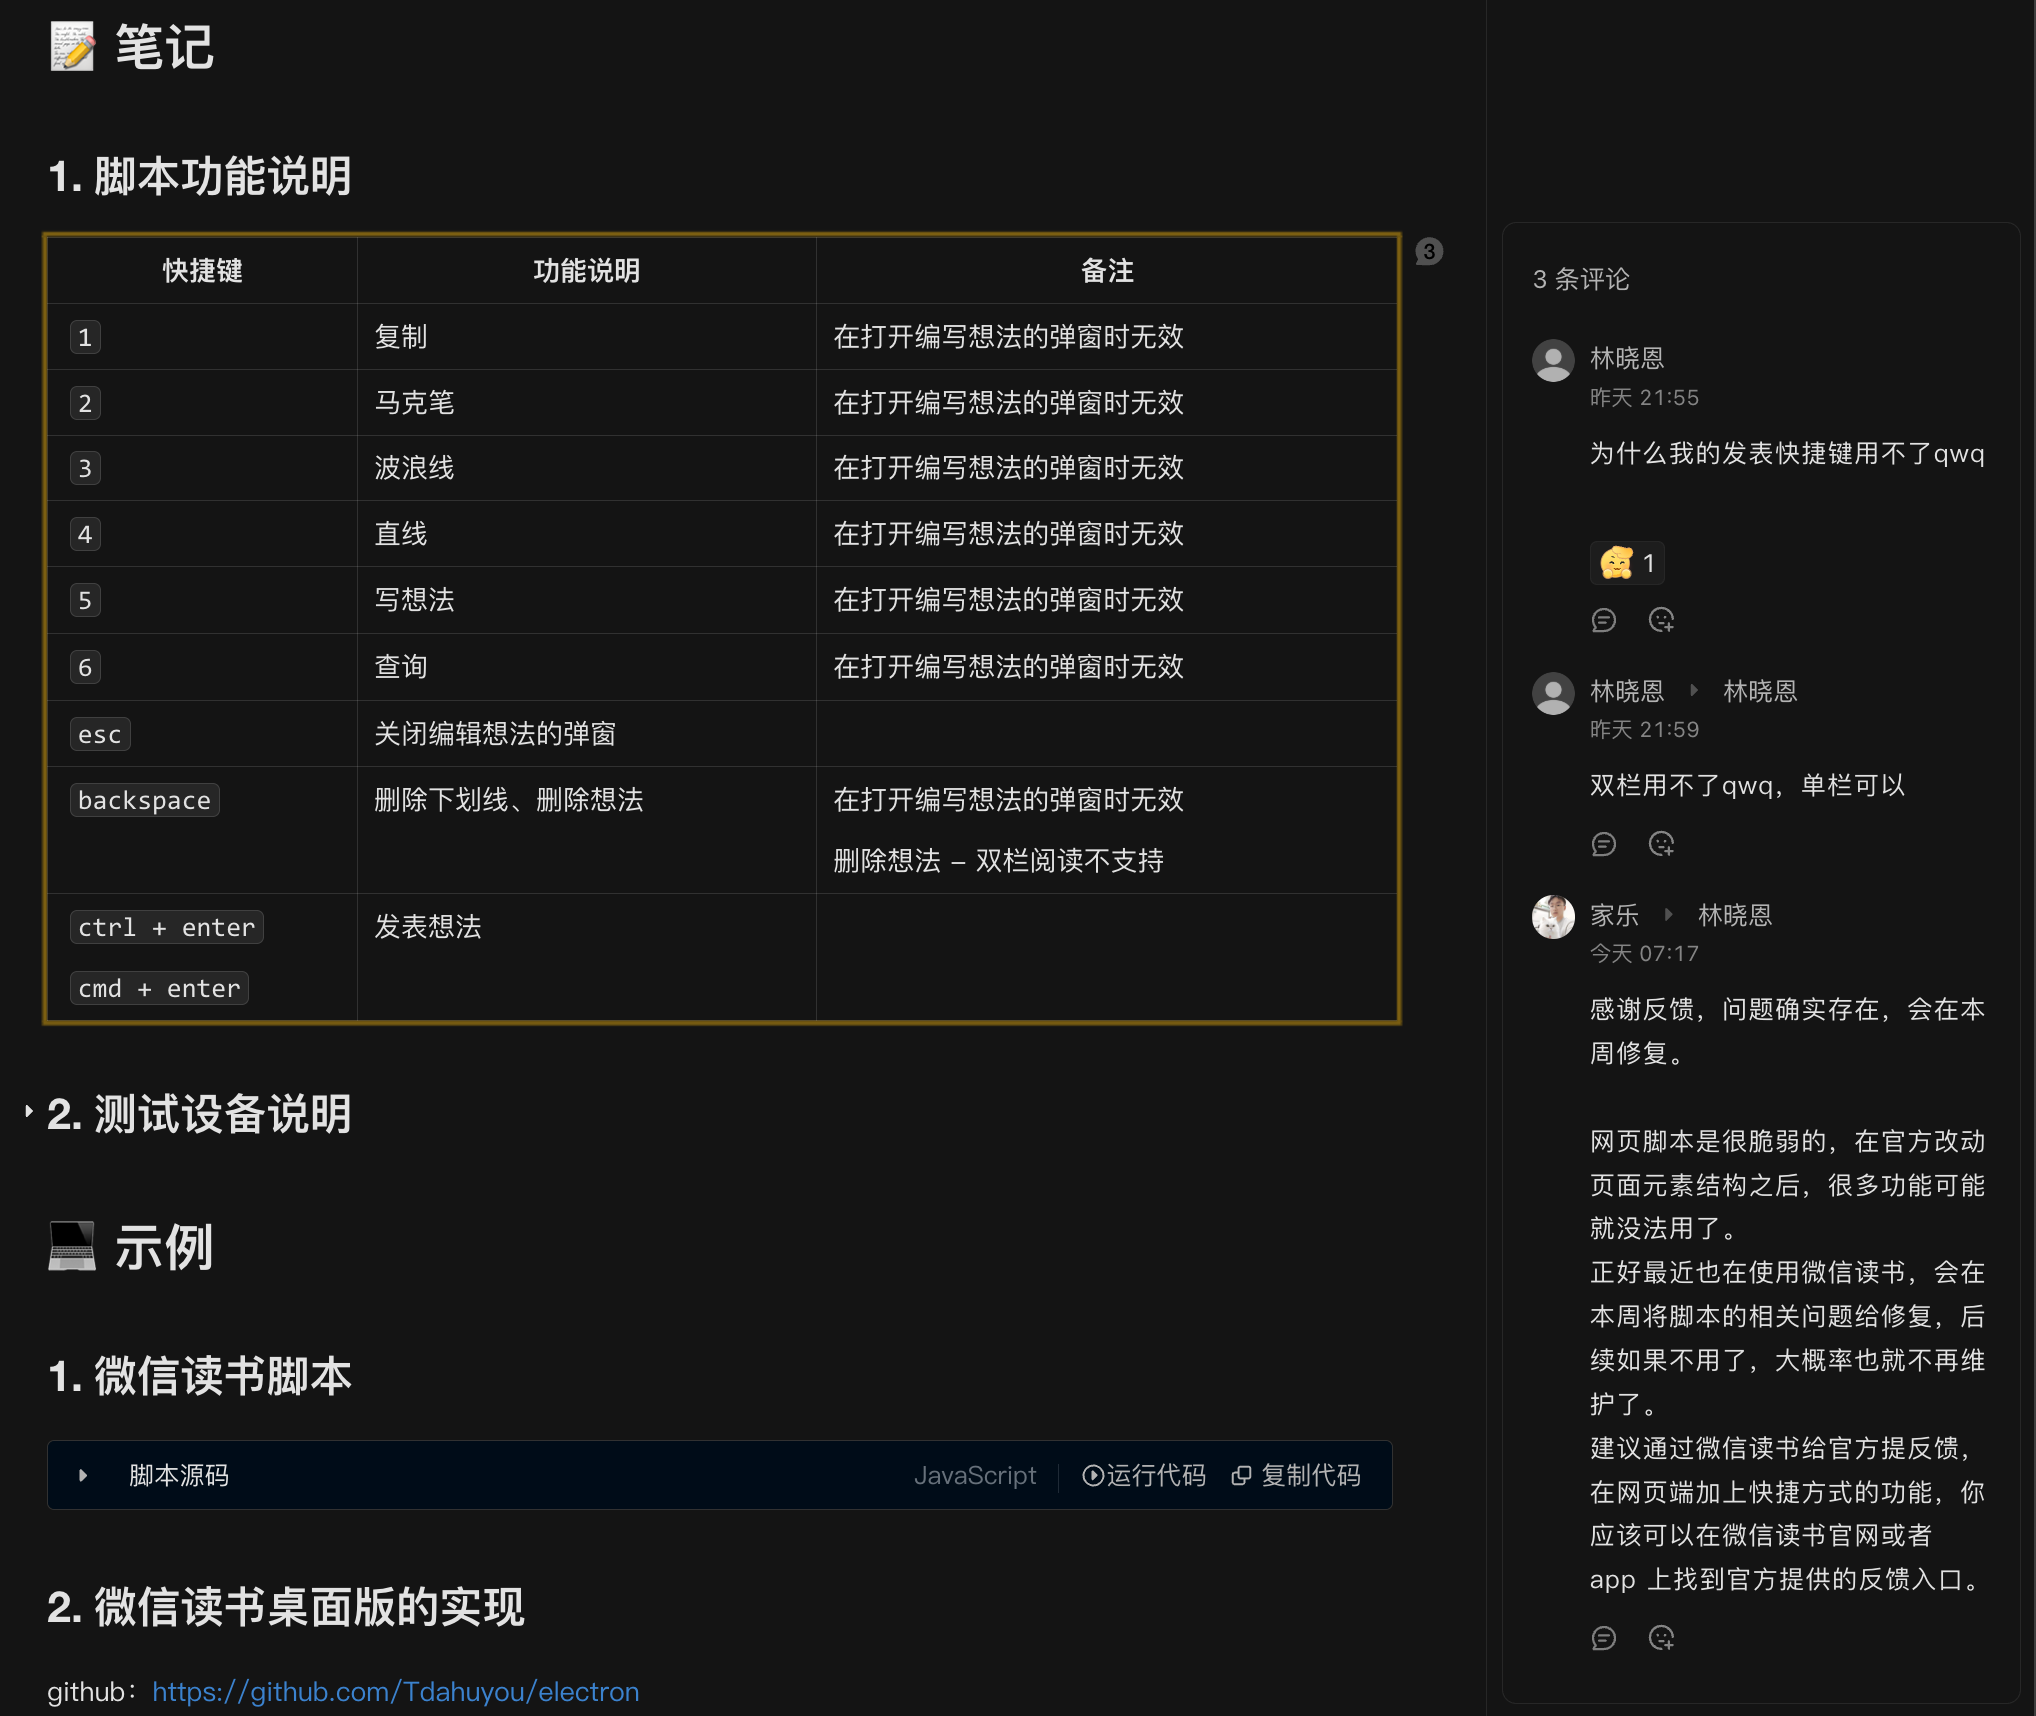 📝 笔记
1. 脚本功能说明
快捷键 功能说明 备注
1 复制 在打开编写想法的弹窗时无效
2 马克笔 在打开编写想法的弹窗时无效
3 波浪线 在打开编写想法的弹窗时无效
4 直线 在打开编写想法的弹窗时无效
5 写想法 在打开编写想法的弹窗时无效
6 查询 在打开编写想法的弹窗时无效
esc 关闭编辑想法的弹窗
backspace 删除下划线、删除想法 在打开编写想法的弹窗时无效
删除想法 – 双栏阅读不支持
ctrl + enter 发表想法
cmd + enter
2. 测试设备说明
💻 示例
1. 微信读书脚本
脚本源码 JavaScript 运行代码 复制代码
2. 微信读书桌面版的实现
github：https://github.com/Tdahuyou/electron
3
3 条评论
林晓恩
昨天 21:55
为什么我的发表快捷键用不了qwq
🥰 1
林晓恩 林晓恩
昨天 21:59
双栏用不了qwq，单栏可以
家乐 林晓恩
今天 07:17
感谢反馈，问题确实存在，会在本
周修复。
网页脚本是很脆弱的，在官方改动
页面元素结构之后，很多功能可能
就没法用了。
正好最近也在使用微信读书，会在
本周将脚本的相关问题给修复，后
续如果不用了，大概率也就不再维
护了。
建议通过微信读书给官方提反馈，
在网页端加上快捷方式的功能，你
应该可以在微信读书官网或者
app 上找到官方提供的反馈入口。